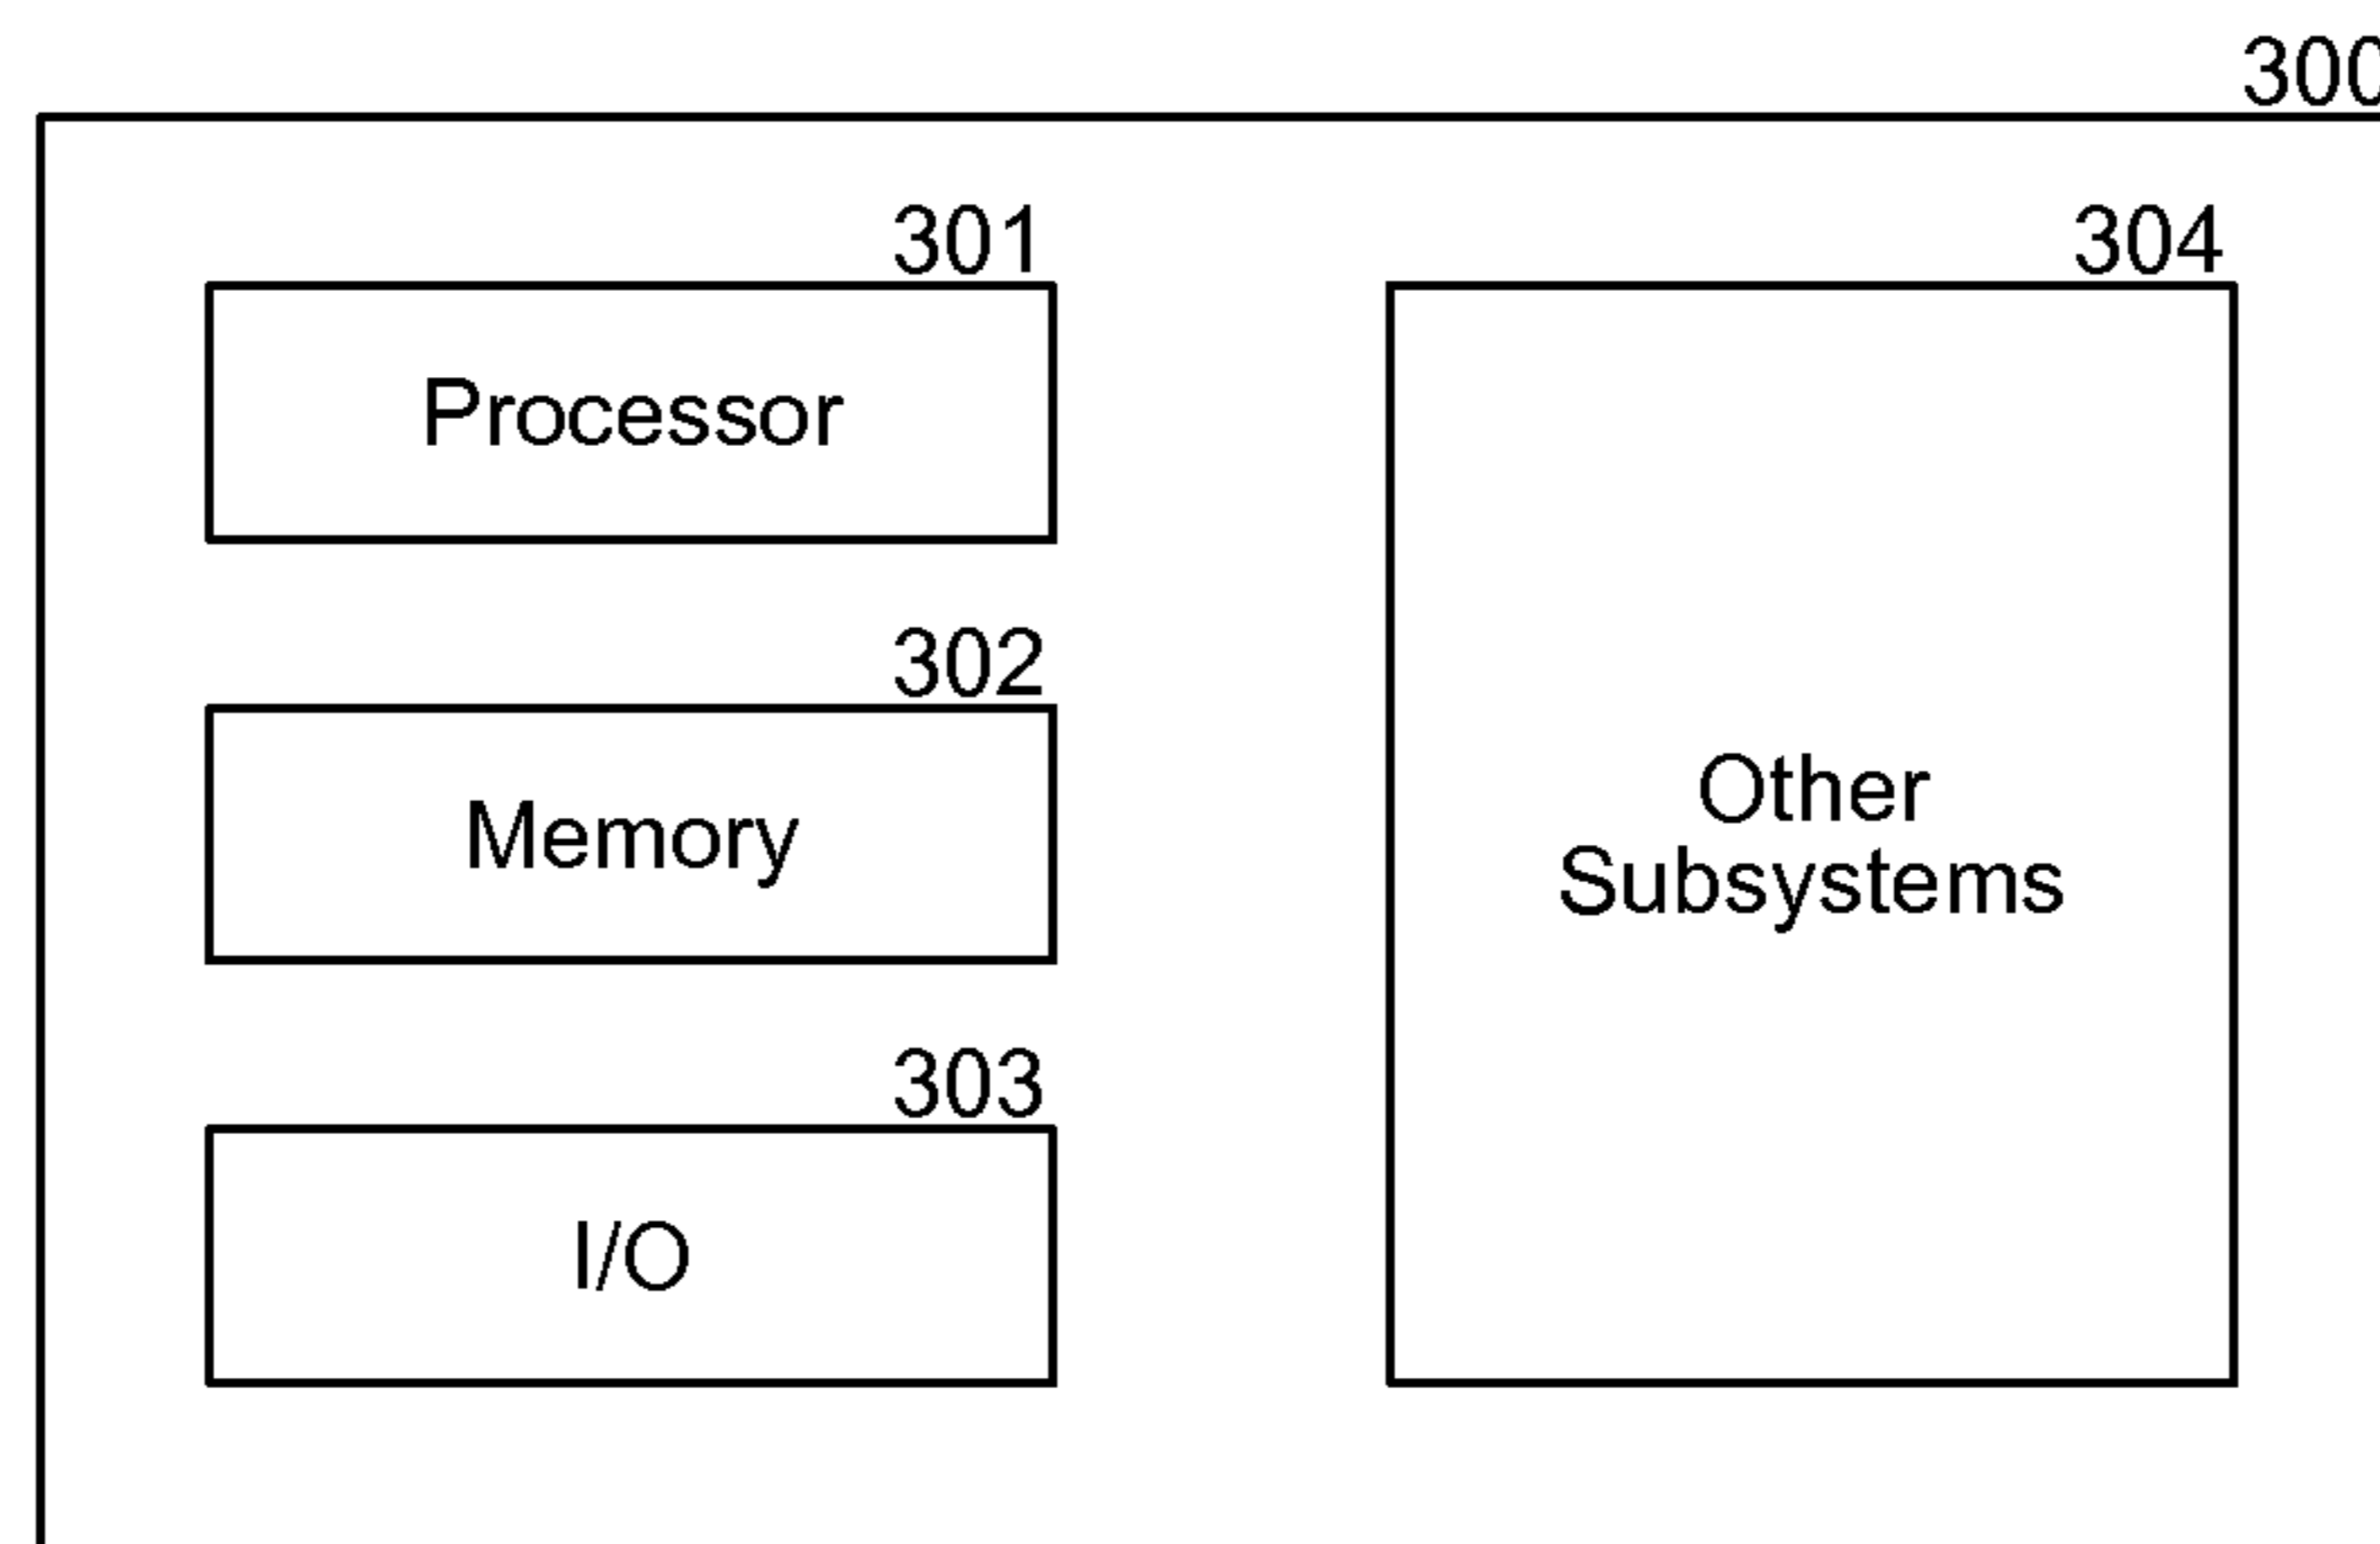 300
301
Processor
302
Memory
303
I/O
304
Other
Subsystems